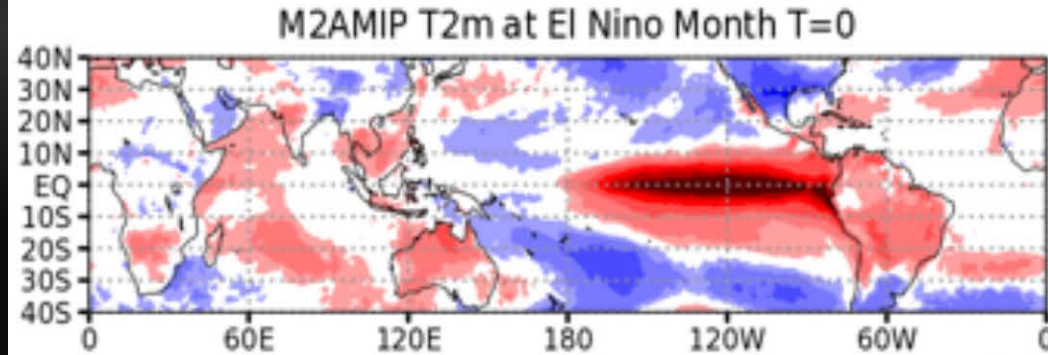 M2AMIP T2m at El Nino Month T=0
40N
30N
20N
10N
EQ
10S
20S
30S
40S
0 60E 120E 180 120W 60W 0